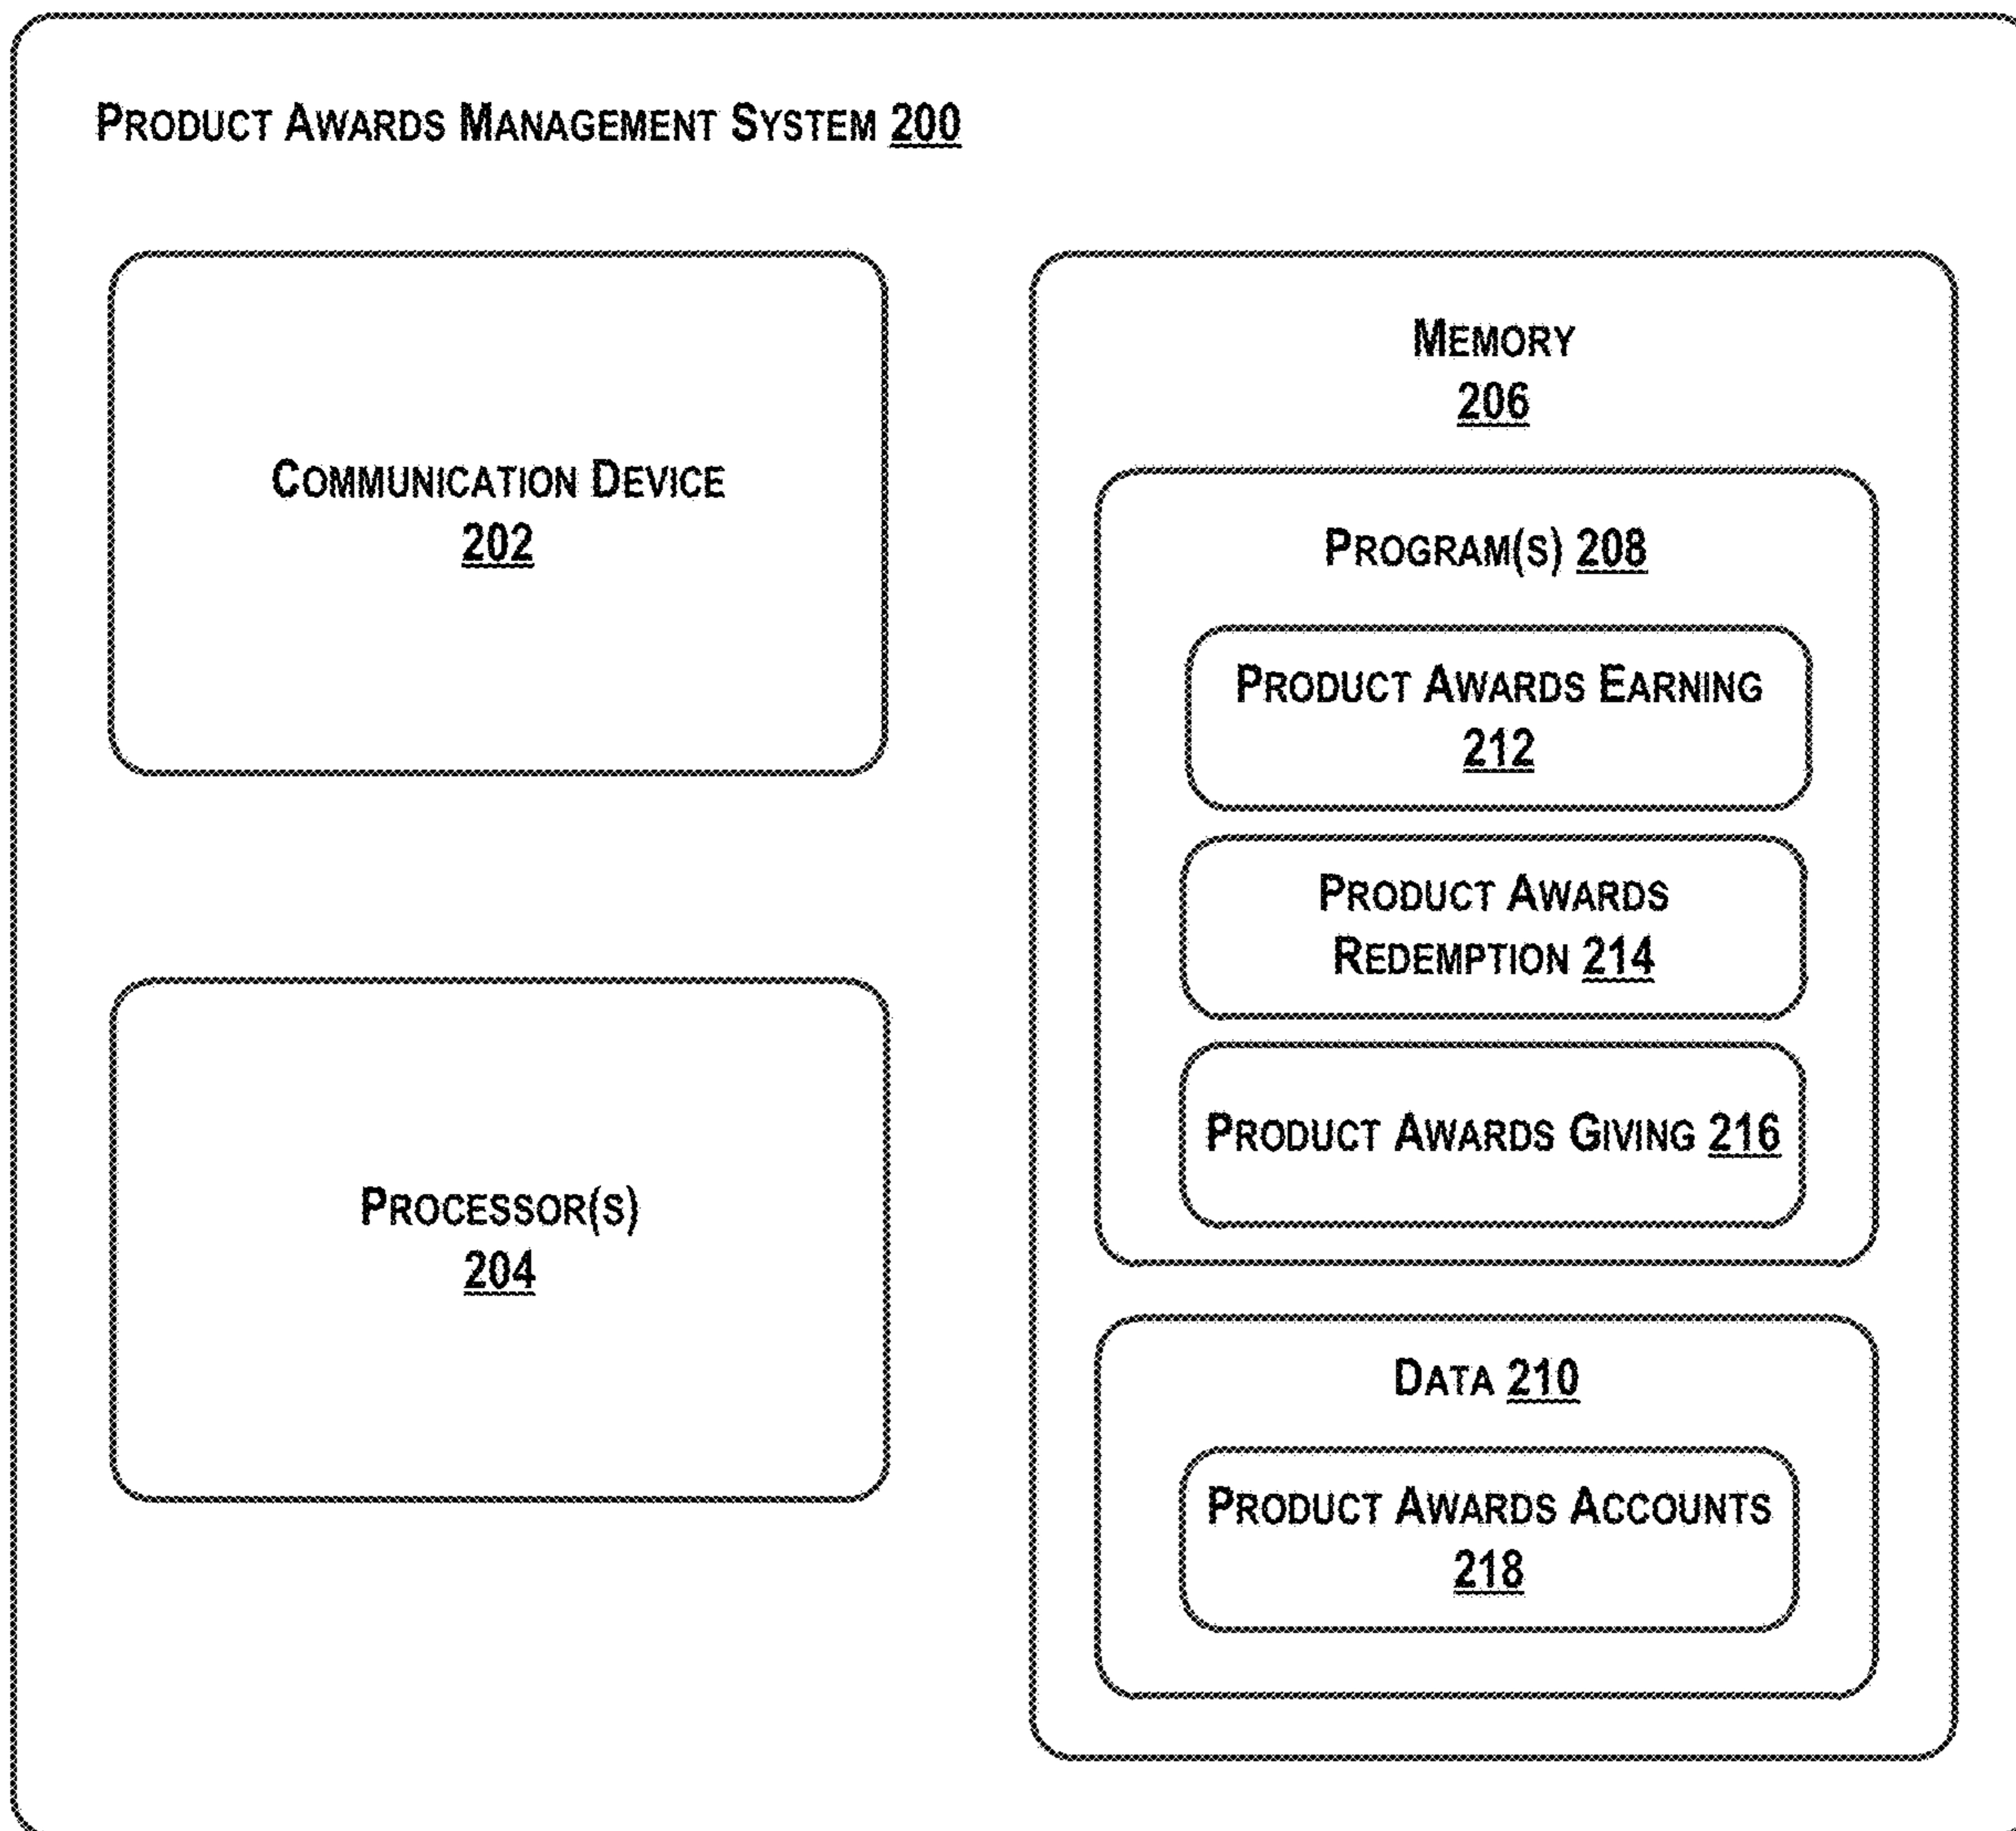 PRODUCT AWARDS MANAGEMENT SYSTEM 200
COMMUNICATION DEVICE
202
PROCESSOR(S)
204
MEMORY
206
PROGRAM(S) 208
PRODUCT AWARDS EARNING
212
PRODUCT AWARDS
REDEMPTION 214
PRODUCT AWARDS GIVING 216
DATA 210
PRODUCT AWARDS ACCOUNTS
218